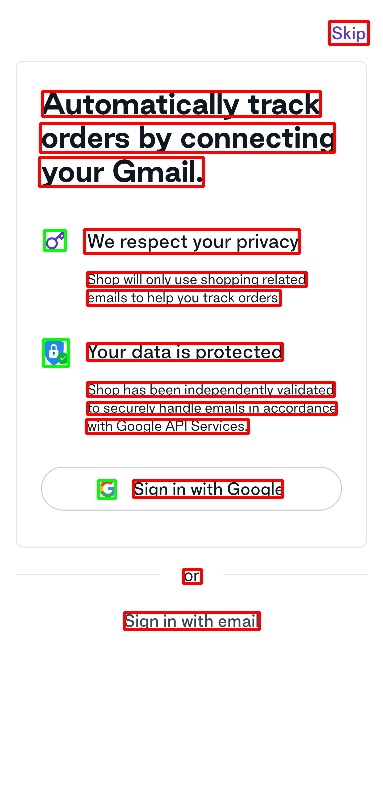 Skip
Automatically track
orders by connecting
your Gmail.
We respect your privacy
Shop will only use shopping related
emails to help you track orders
Your data is protected
Shop has been independently validated
to securely handle emails in accordance
with Google API Services.
Sign in with Google
or
Sign in with email